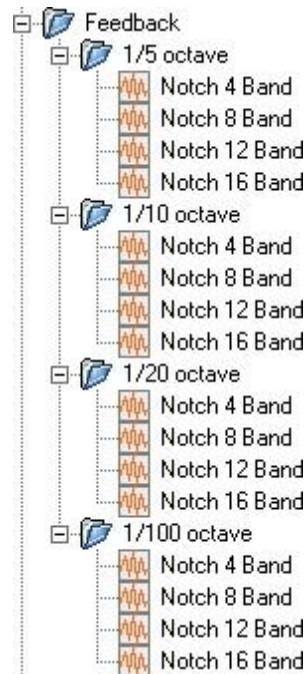 Feedback
1/5 octave
Notch 4 Band
Notch 8 Band
Notch 12 Band
Notch 16 Band
1/10 octave
Notch 4 Band
Notch 8 Band
Notch 12 Band
Notch 16 Band
1/20 octave
Notch 4 Band
Notch 8 Band
Notch 12 Band
Notch 16 Band
1/100 octave
Notch 4 Band
Notch 8 Band
Notch 12 Band
Notch 16 Band